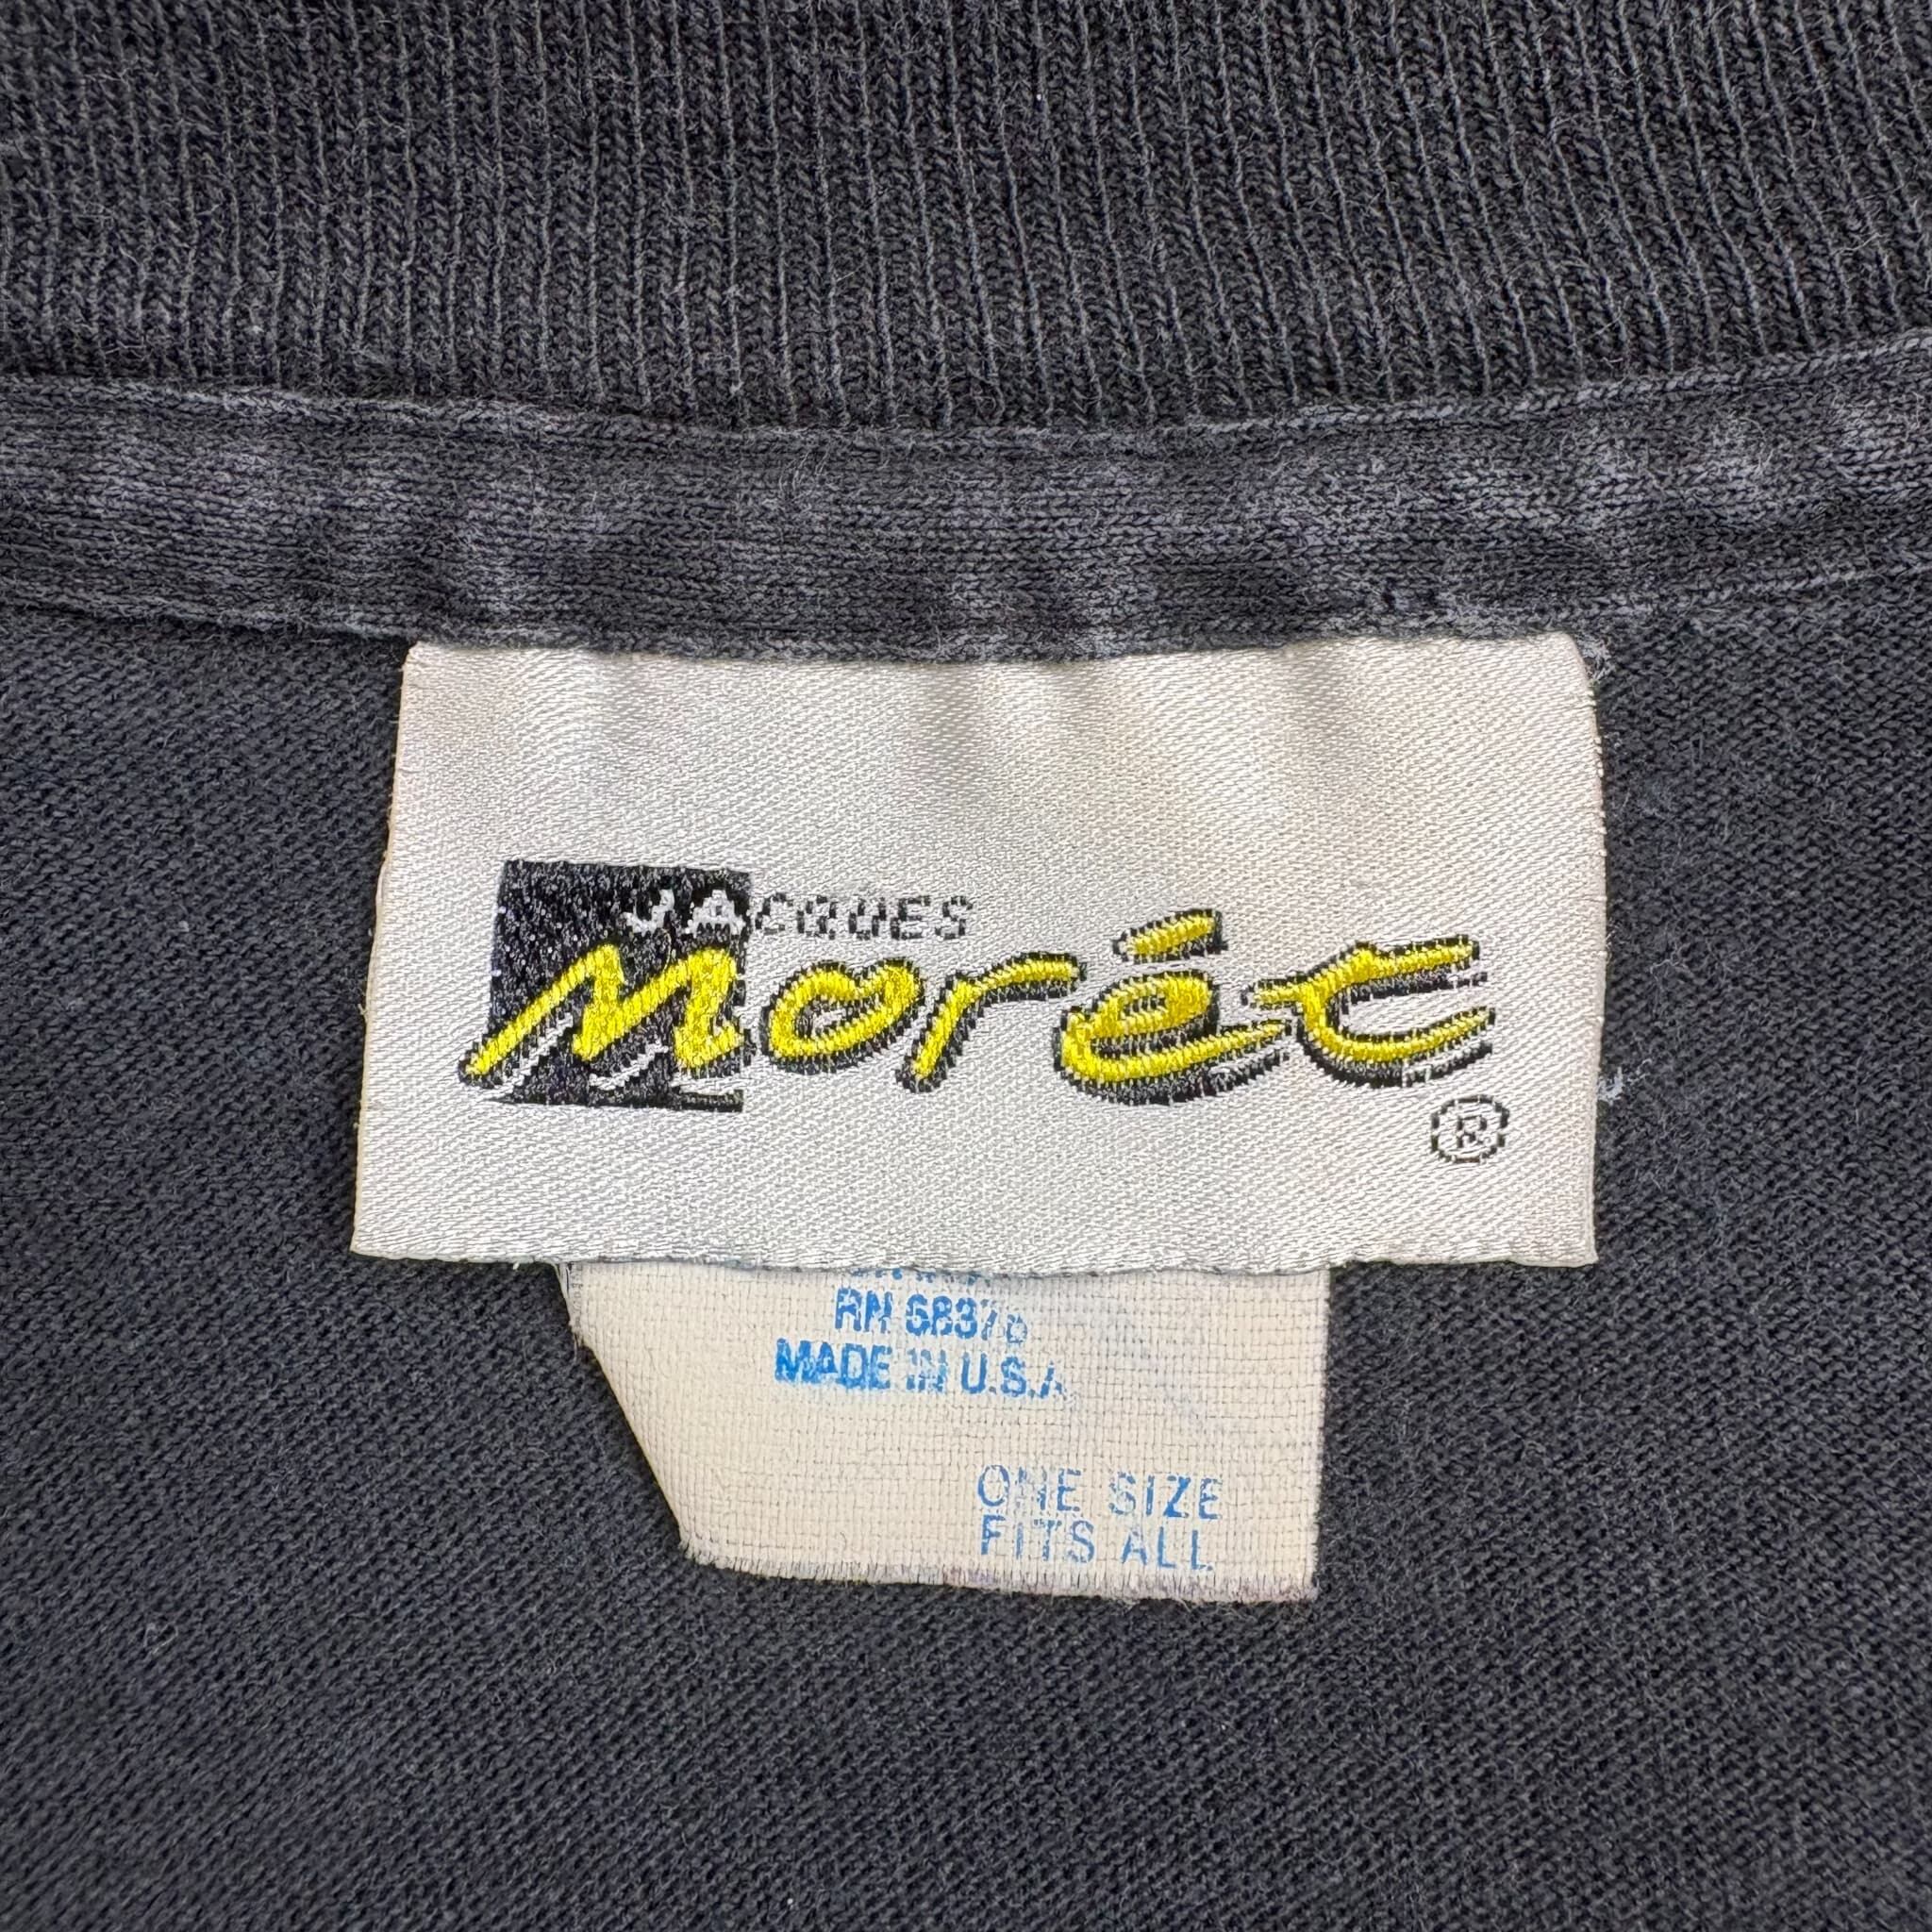 JACQUES
Morét
®
RN 68376
MADE IN U.S.A.
ONE SIZE
FITS ALL